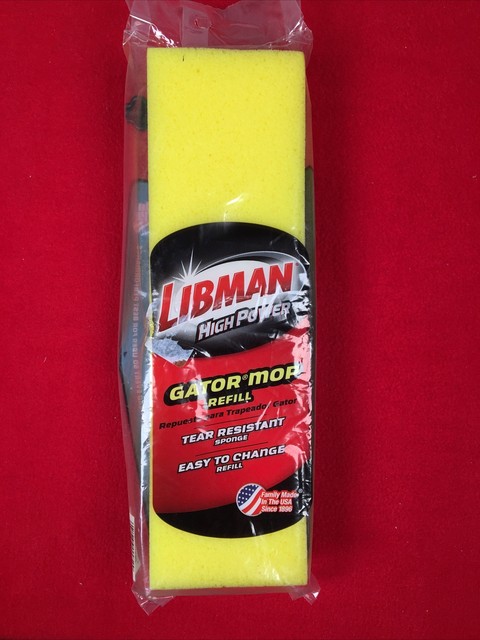 LIBMAN
HIGH POWER
GATOR® MOP
REFILL
Repuesto para Trapeador Gator
TEAR RESISTANT
SPONGE
EASY TO CHANGE
REFILL
Family Made
In The USA
Since 1896